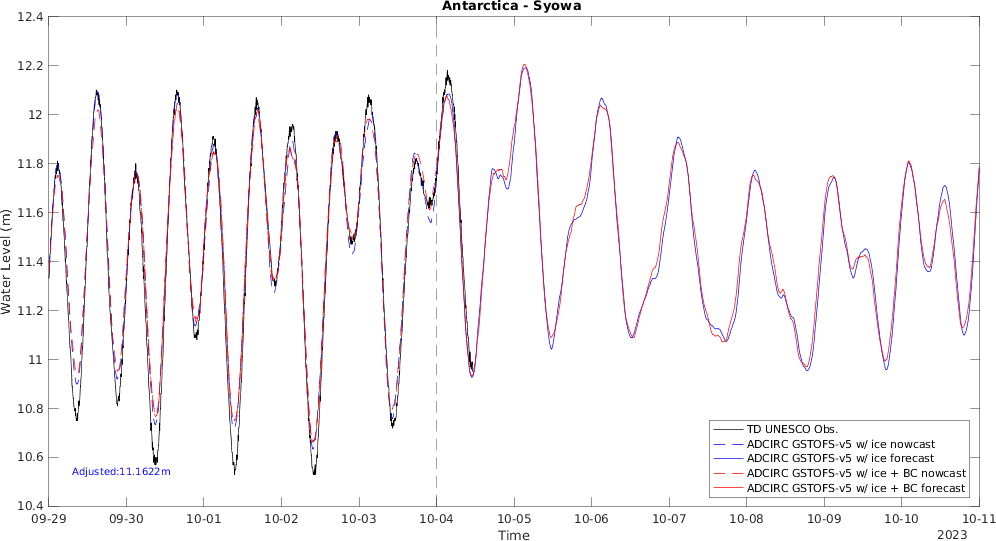 Antarctica - Syowa
12.4
12.2
12
11.8
11.6
11.4
11.2
11
10.8
10.6
10.4
Water Level (m)
Adjusted:11.1622m
TD UNESCO Obs.
ADCIRC GSTOFS-v5 w/ ice nowcast
ADCIRC GSTOFS-v5 w/ ice forecast
ADCIRC GSTOFS-v5 w/ ice + BC nowcast
ADCIRC GSTOFS-v5 w/ ice + BC forecast
09-29 09-30 10-01 10-02 10-03 10-04 10-05 10-06 10-07 10-08 10-09 10-10 10-11
Time
2023